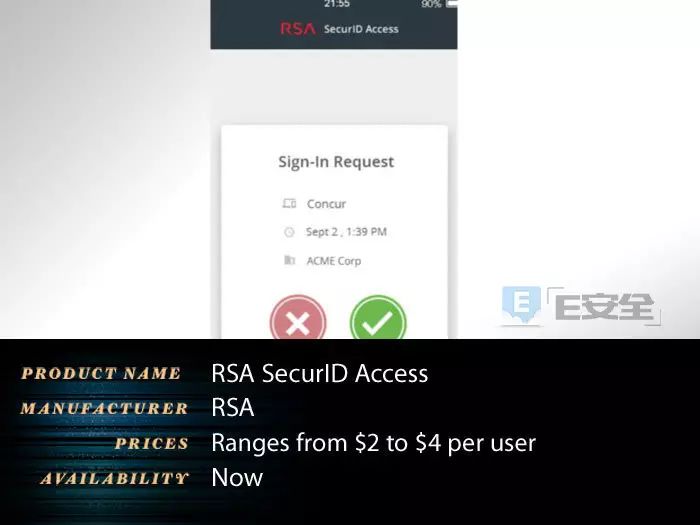 21:55 90%
RSA SecurID Access
Sign-In Request
Concur
Sept 2 , 1:39 PM
ACME Corp
E E安全
PRODUCT NAME RSA SecurID Access
MANUFACTURER RSA
PRICES Ranges from $2 to $4 per user
AVAILABILITY Now